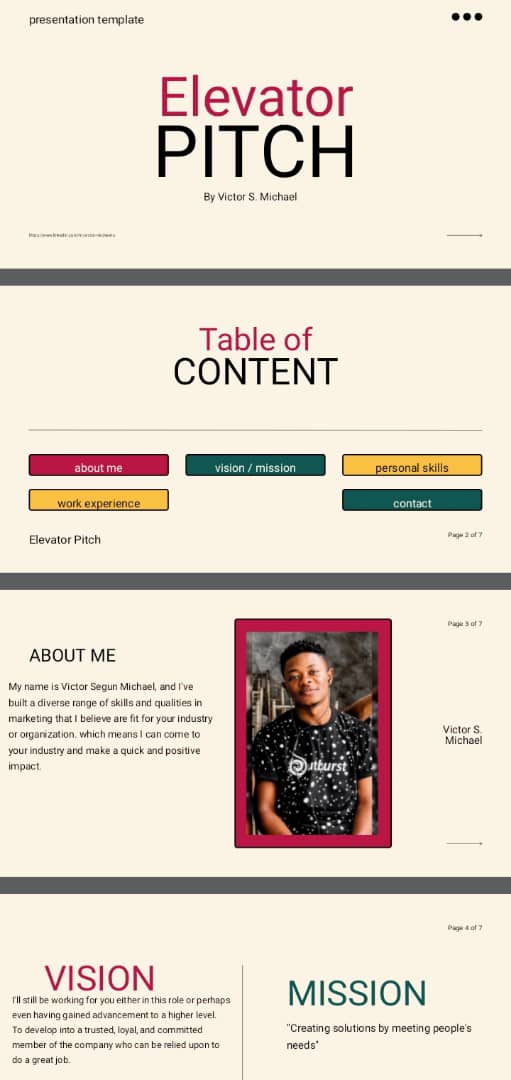 presentation template
Elevator
PITCH
By Victor S. Michael
Table of
CONTENT
about me
vision / mission
personal skills
work experience
contact
Elevator Pitch
Page 2 of 7
Page 3 of 7
ABOUT ME
My name is Victor Segun Michael, and I've
built a diverse range of skills and qualities in
marketing that I believe are fit for your industry
or organization. which means I can come to
your industry and make a quick and positive
impact.
Victor S.
Michael
Page 4 of 7
VISION
I'll still be working for you either in this role or perhaps
even having gained advancement to a higher level.
To develop into a trusted, loyal, and committed
member of the company who can be relied upon to
do a great job.
MISSION
"Creating solutions by meeting people's
needs"